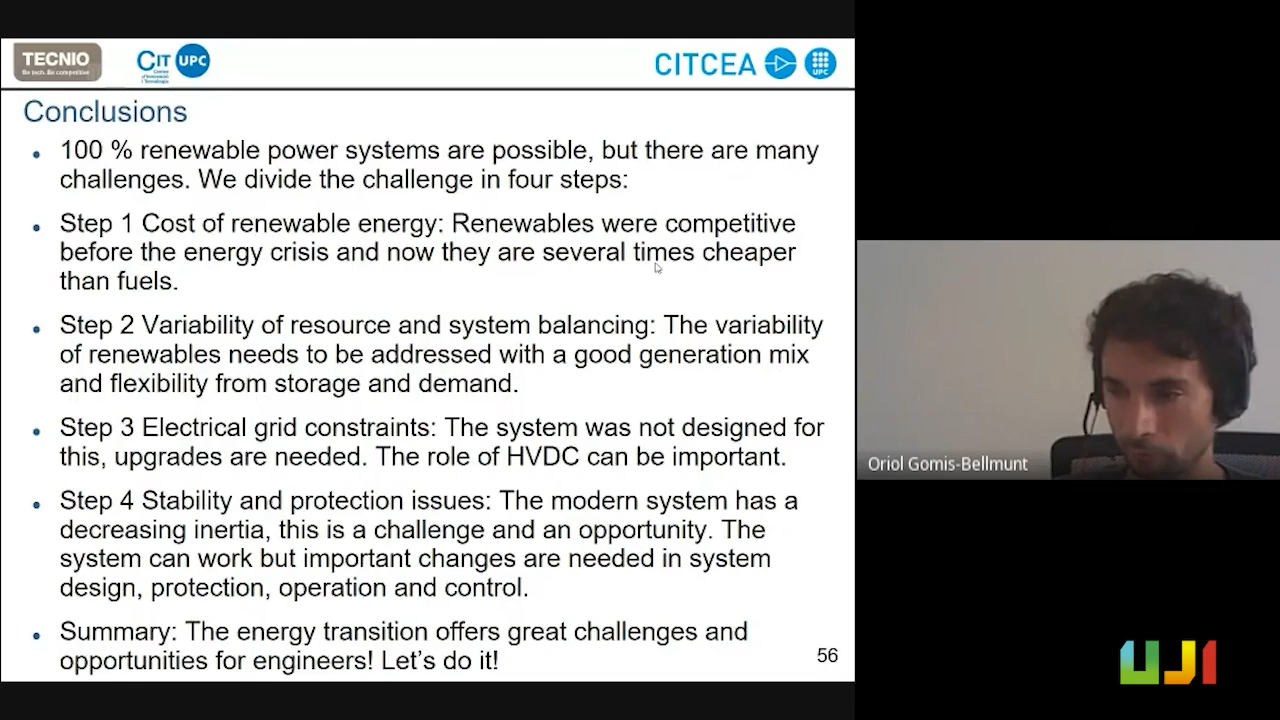 TECNIO
Be tech. Be competitive
CIT UPC
CITCEA
UPC
Conclusions
100 % renewable power systems are possible, but there are many
challenges. We divide the challenge in four steps:
Step 1 Cost of renewable energy: Renewables were competitive
before the energy crisis and now they are several times cheaper
than fuels.
Step 2 Variability of resource and system balancing: The variability
of renewables needs to be addressed with a good generation mix
and flexibility from storage and demand.
Step 3 Electrical grid constraints: The system was not designed for
this, upgrades are needed. The role of HVDC can be important.
Step 4 Stability and protection issues: The modern system has a
decreasing inertia, this is a challenge and an opportunity. The
system can work but important changes are needed in system
design, protection, operation and control.
Summary: The energy transition offers great challenges and
opportunities for engineers! Let's do it!
56
Oriol Gomis-Bellmunt
UJI